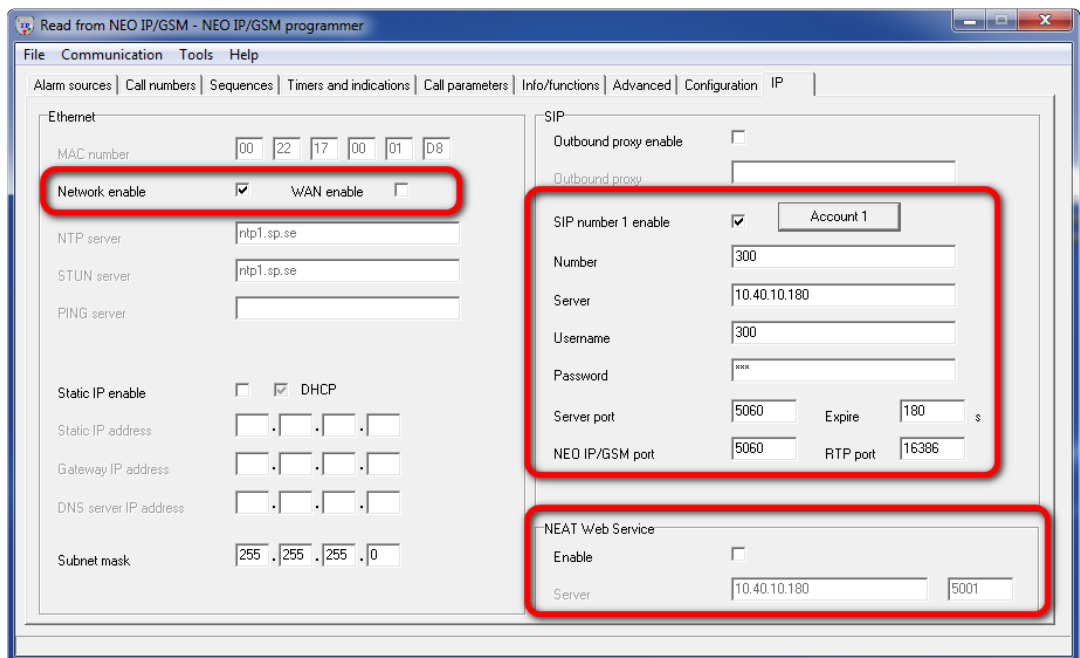 Read from NEO IP/GSM - NEO IP/GSM programmer
File Communication Tools Help
Alarm sources Call numbers Sequences Timers and indications Call parameters Info/functions Advanced Configuration IP
Ethernet
MAC number 00 22 17 00 01 D8
Network enable WAN enable
NTP server ntp1.sp.se
STUN server ntp1.sp.se
PING server
Static IP enable DHCP
Static IP address . . .
Gateway IP address . . .
DNS server IP address . . .
Subnet mask 255 . 255 . 255 . 0
SIP
Outbound proxy enable
Outbound proxy
SIP number 1 enable Account 1
Number 300
Server 10.40.10.180
Username 300
Password ***
Server port 5060 Expire 180 s
NEO IP/GSM port 5060 RTP port 16386
NEAT Web Service
Enable
Server 10.40.10.180 5001